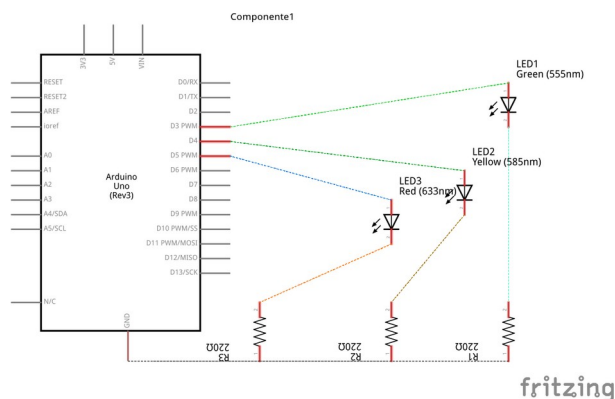 Componente1
3V3
5V
VIN
RESET
RESET2
AREF
ioref
A0
A1
A2
A3
A4/SDA
A5/SCL
N/C
Arduino
Uno
(Rev3)
D0/RX
D1/TX
D2
D3 PWM
D4
D5 PWM
D6 PWM
D7
D8
D9 PWM
D10 PWM/SS
D11 PWM/MOSI
D12/MISO
D13/SCK
GND
LED1
Green (555nm)
LED2
Yellow (585nm)
LED3
Red (633nm)
R3
220Ω
R2
220Ω
R1
220Ω
fritzing